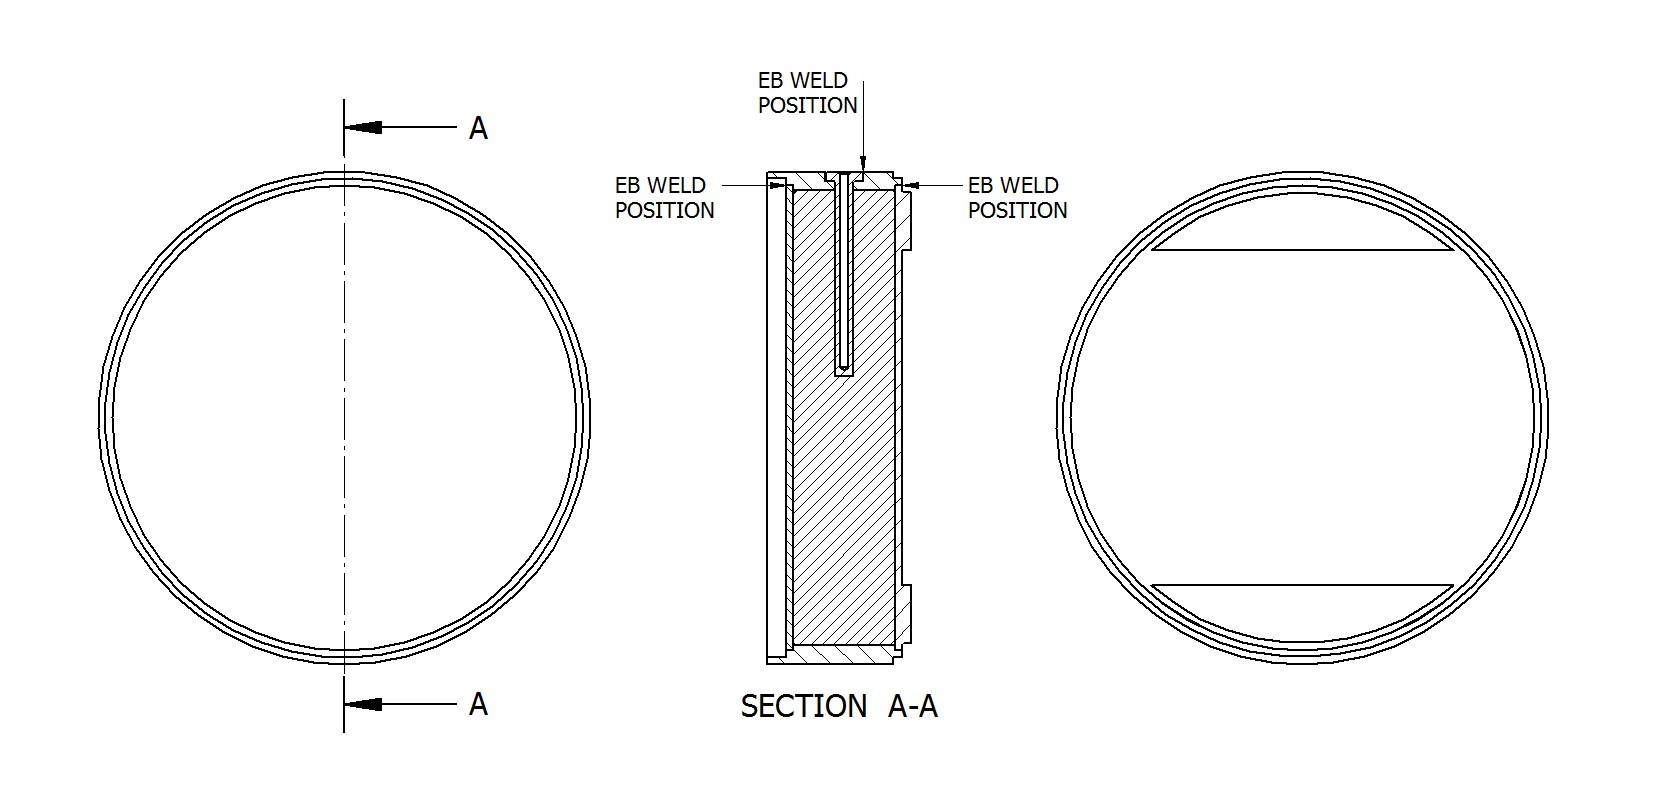 EB WELD
POSITION
A
EB WELD
POSITION
EB WELD
POSITION
A
SECTION A-A